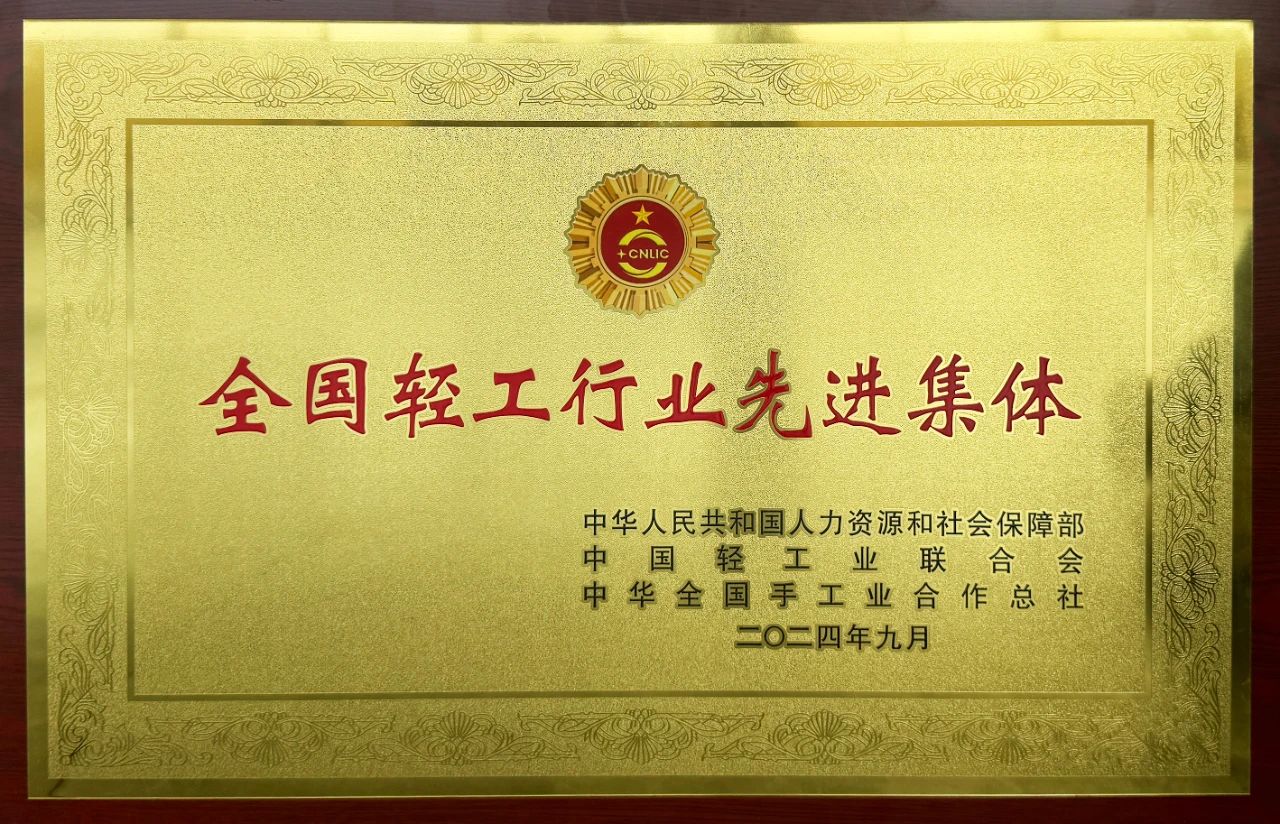 CNLIC
全国轻工行业先进集体
中华人民共和国人力资源和社会保障部
中国轻工业联合会
中华全国手工业合作总社
二〇二四年九月